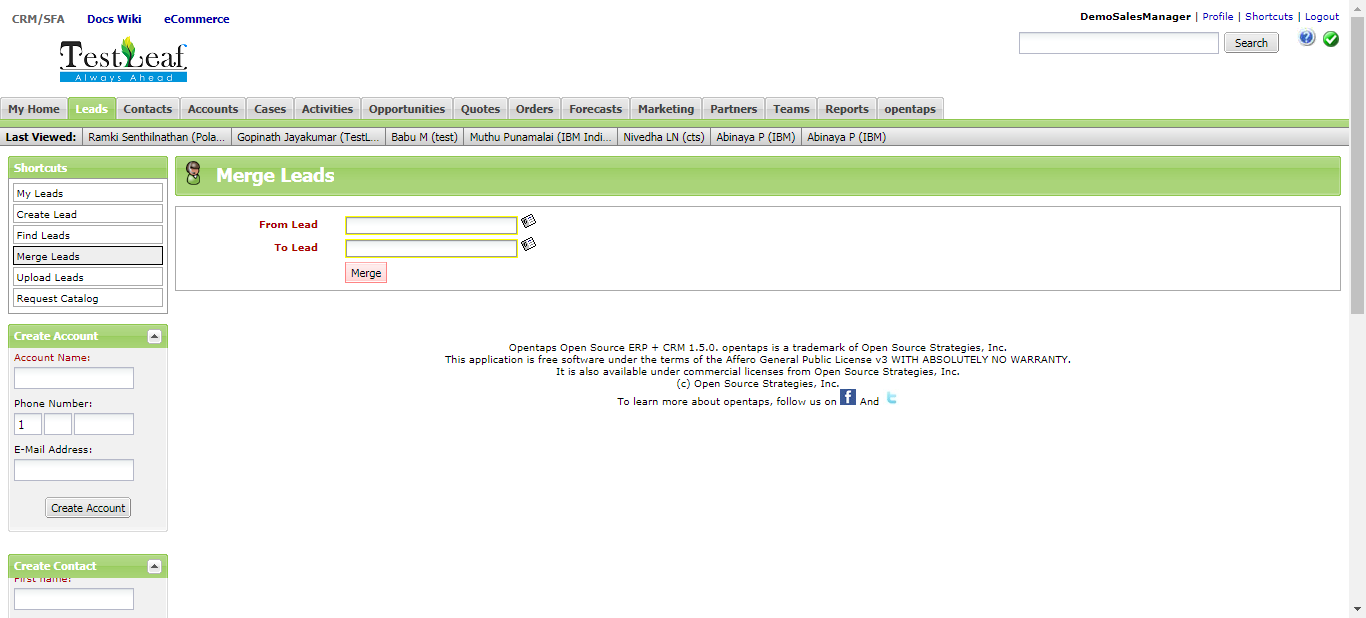 CRM/SFA Docs Wiki eCommerce
DemoSalesManager | Profile | Shortcuts | Logout
TestLeaf
Always Ahead
Search
My Home Leads Contacts Accounts Cases Activities Opportunities Quotes Orders Forecasts Marketing Partners Teams Reports opentaps
Last Viewed: Ramki Senthilnathan (Pola... Gopinath Jayakumar (TestL... Babu M (test) Muthu Punamalai (IBM Indi... Nivedha LN (cts) Abinaya P (IBM) Abinaya P (IBM)
Shortcuts
My Leads
Create Lead
Find Leads
Merge Leads
Upload Leads
Request Catalog
Create Account
Account Name:
Phone Number:
1
E-Mail Address:
Create Account
Create Contact
First name:
Merge Leads
From Lead
To Lead
Merge
Opentaps Open Source ERP + CRM 1.5.0. opentaps is a trademark of Open Source Strategies, Inc.
This application is free software under the terms of the Affero General Public License v3 WITH ABSOLUTELY NO WARRANTY.
It is also available under commercial licenses from Open Source Strategies, Inc.
(c) Open Source Strategies, Inc.
To learn more about opentaps, follow us on f And t